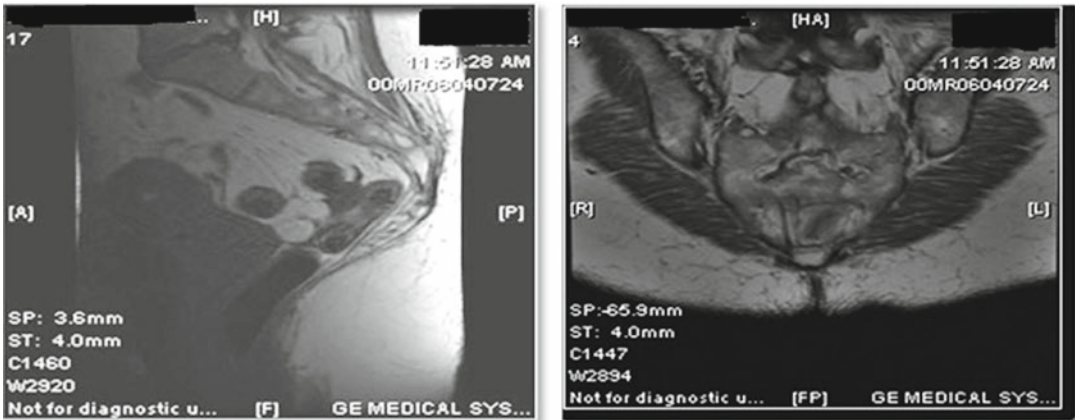 [H]
17
11:51:28 AM
00MR06040724
[A]
[P]
SP: 3.6mm
ST: 4.0mm
C1460
W2920
Not for diagnostic u...
[F]
GE MEDICAL SYS...
[HA]
4
11:51:28 AM
00MR06040724
[R]
[L]
SP:-65.9mm
ST: 4.0mm
C1447
W2894
Not for diagnostic use...
[FP]
GE MEDICAL SYS...